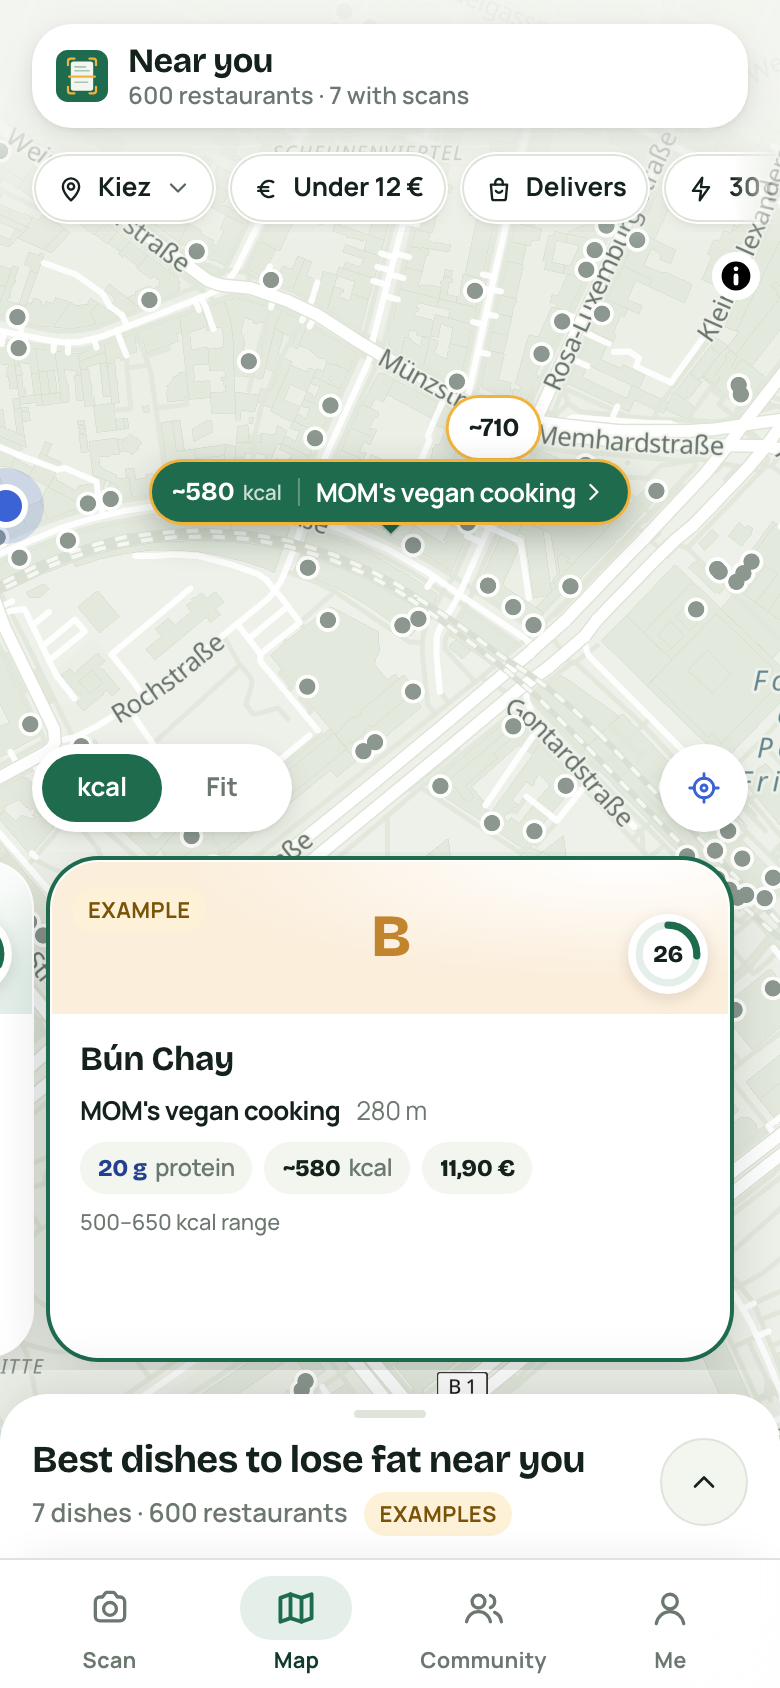 Near you
600 restaurants · 7 with scans
SCHEUNENVIERTEL
Kiez
€ Under 12 €
Delivers
30
straße
Rosa-Luxemburg
Münzstr
~710
Memhardstraße
~580 kcal | MOM's vegan cooking
Rochstraße
Gontardstraße
kcal
Fit
EXAMPLE
B
26
Bún Chay
MOM's vegan cooking 280 m
20 g protein
~580 kcal
11,90 €
500–650 kcal range
ITTE
B 1
Best dishes to lose fat near you
7 dishes · 600 restaurants EXAMPLES
Scan
Map
Community
Me